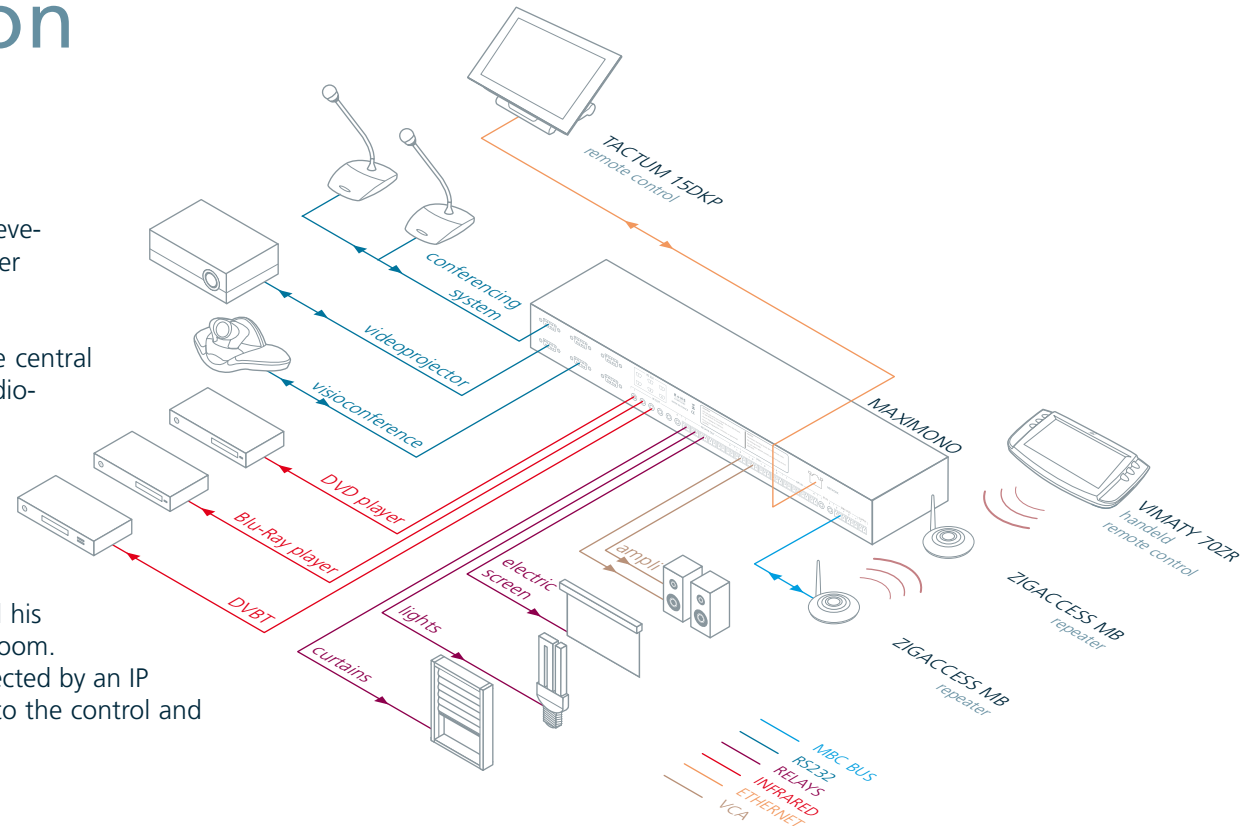 on
eve-
er
e central
dio-
l his
oom.
ected by an IP
to the control and
TACTUM 15DKP
remote control
conferencing
system
videoprojector
visioconference
DVD player
Blu-Ray player
DVBT
curtains
lights
electric
screen
ampli
MAXIMONO
VIMATY 70ZR
handeld
remote control
ZIGACCESS MB
repeater
ZIGACCESS MB
repeater
MBC BUS
RS232
RELAYS
INFRARED
ETHERNET
VCA